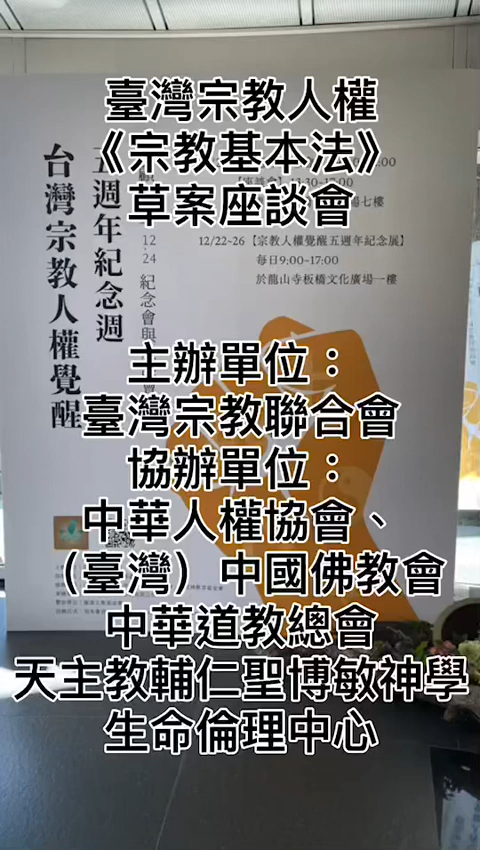 臺灣宗教人權
《宗教基本法》
草案座談會
主辦單位：
臺灣宗教聯合會
協辦單位：
中華人權協會、
（臺灣）中國佛教會
中華道教總會
天主教輔仁聖博敏神學
生命倫理中心
台灣宗教人權覺醒
五週年紀念週
12/22-26【宗教人權覺醒五週年紀念展】
每日9:00-17:00
於龍山寺板橋文化廣場一樓